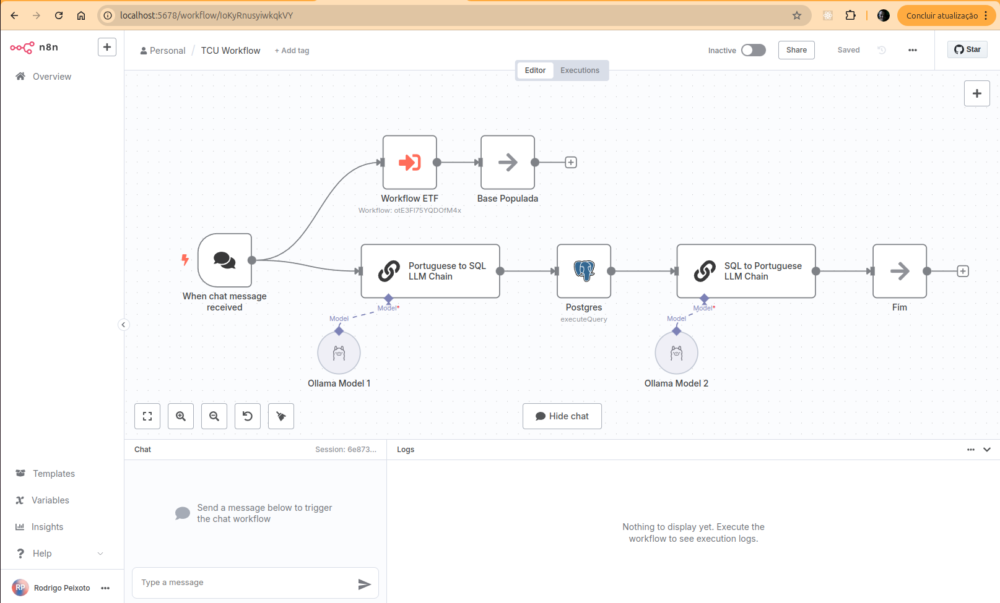 localhost:5678/workflow/IoKyRnusyiwkqkVY
Concluir atualização
n8n
Personal / TCU Workflow + Add tag
Inactive
Share
Saved
Star
Editor Executions
Overview
Workflow ETF
Workflow: otE3FI75YQDOfM4x
Base Populada
When chat message
received
Portuguese to SQL
LLM Chain
Model*
Model
Ollama Model 1
Postgres
executeQuery
SQL to Portuguese
LLM Chain
Model*
Model
Ollama Model 2
Fim
Hide chat
Chat
Session: 6e873...
Logs
Send a message below to trigger
the chat workflow
Nothing to display yet. Execute the
workflow to see execution logs.
Type a message
Templates
Variables
Insights
Help
RP
Rodrigo Peixoto